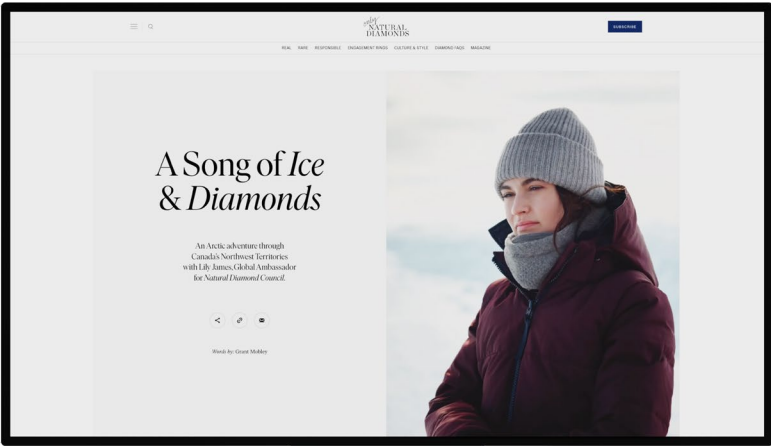 only
NATURAL
DIAMONDS
SUBSCRIBE
REAL RARE RESPONSIBLE ENGAGEMENT RINGS CULTURE & STYLE DIAMOND FAQS MAGAZINE
A Song of Ice
& Diamonds
An Arctic adventure through
Canada's Northwest Territories
with Lily James, Global Ambassador
for Natural Diamond Council.
Words by: Grant Mobley